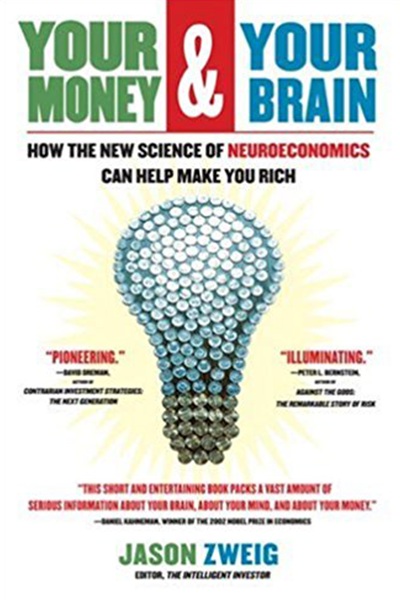 YOUR & YOUR
MONEY BRAIN
HOW THE NEW SCIENCE OF NEUROECONOMICS
CAN HELP MAKE YOU RICH
"PIONEERING."
—DAVID DREMAN,
AUTHOR OF
CONTRARIAN INVESTMENT STRATEGIES:
THE NEXT GENERATION
"ILLUMINATING."
—PETER L. BERNSTEIN,
AUTHOR OF
AGAINST THE GODS:
THE REMARKABLE STORY OF RISK
"THIS SHORT AND ENTERTAINING BOOK PACKS A VAST AMOUNT OF
SERIOUS INFORMATION ABOUT YOUR BRAIN, ABOUT YOUR MIND, AND ABOUT YOUR MONEY."
—DANIEL KAHNEMAN, WINNER OF THE 2002 NOBEL PRIZE IN ECONOMICS
JASON ZWEIG
EDITOR, THE INTELLIGENT INVESTOR